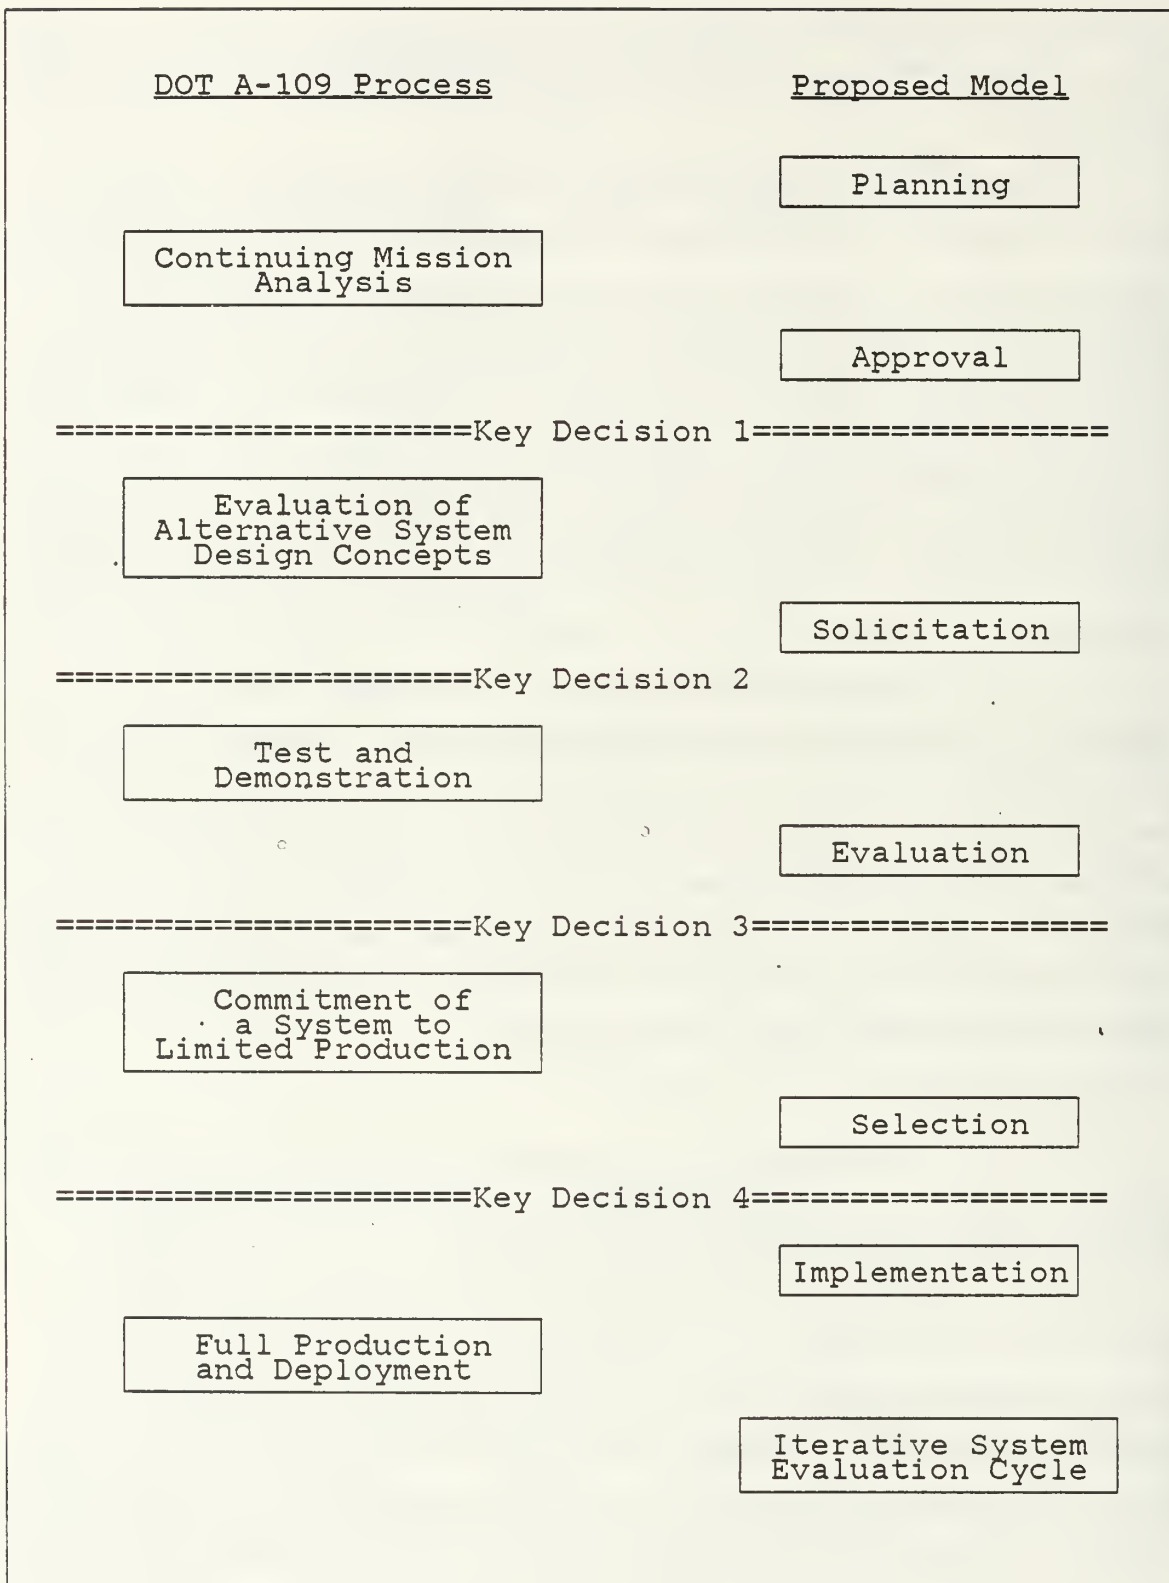 DOT A-109 Process Proposed Model
Planning
Continuing Mission
Analysis
Approval
=====================Key Decision 1==================
Evaluation of
Alternative System
Design Concepts
Solicitation
=====================Key Decision 2
Test and
Demonstration
Evaluation
=====================Key Decision 3==================
Commitment of
a System to
Limited Production
Selection
=====================Key Decision 4==================
Implementation
Full Production
and Deployment
Iterative System
Evaluation Cycle